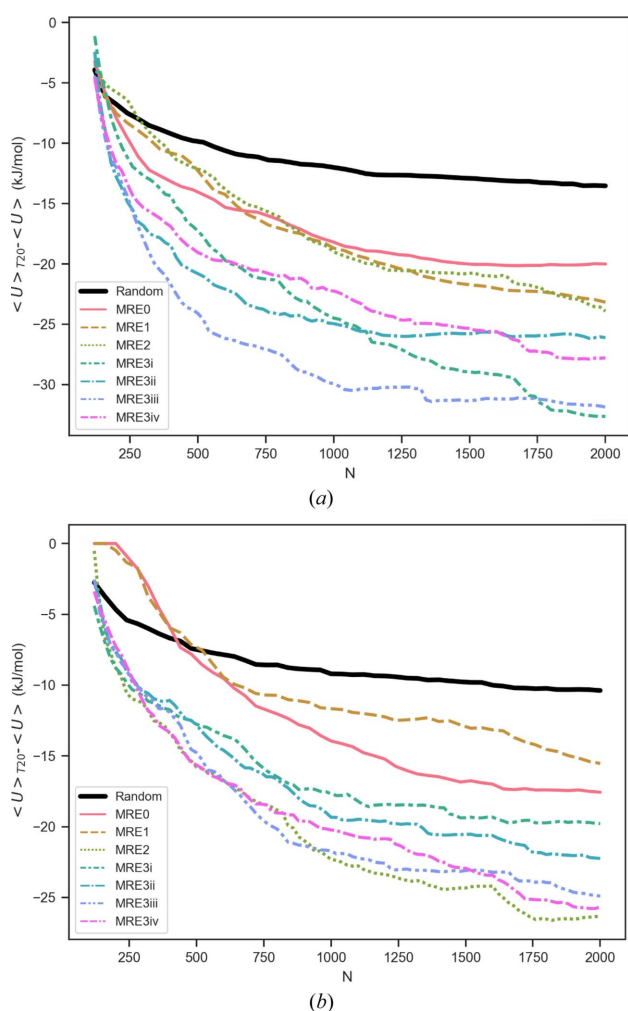 0
−5
−10
−15
−20
−25
−30
<U>T20-<U> (kJ/mol)
Random
MRE0
MRE1
MRE2
MRE3i
MRE3ii
MRE3iii
MRE3iv
250 500 750 1000 1250 1500 1750 2000
N
(a)
0
−5
−10
−15
−20
−25
<U>T20-<U> (kJ/mol)
Random
MRE0
MRE1
MRE2
MRE3i
MRE3ii
MRE3iii
MRE3iv
250 500 750 1000 1250 1500 1750 2000
N
(b)